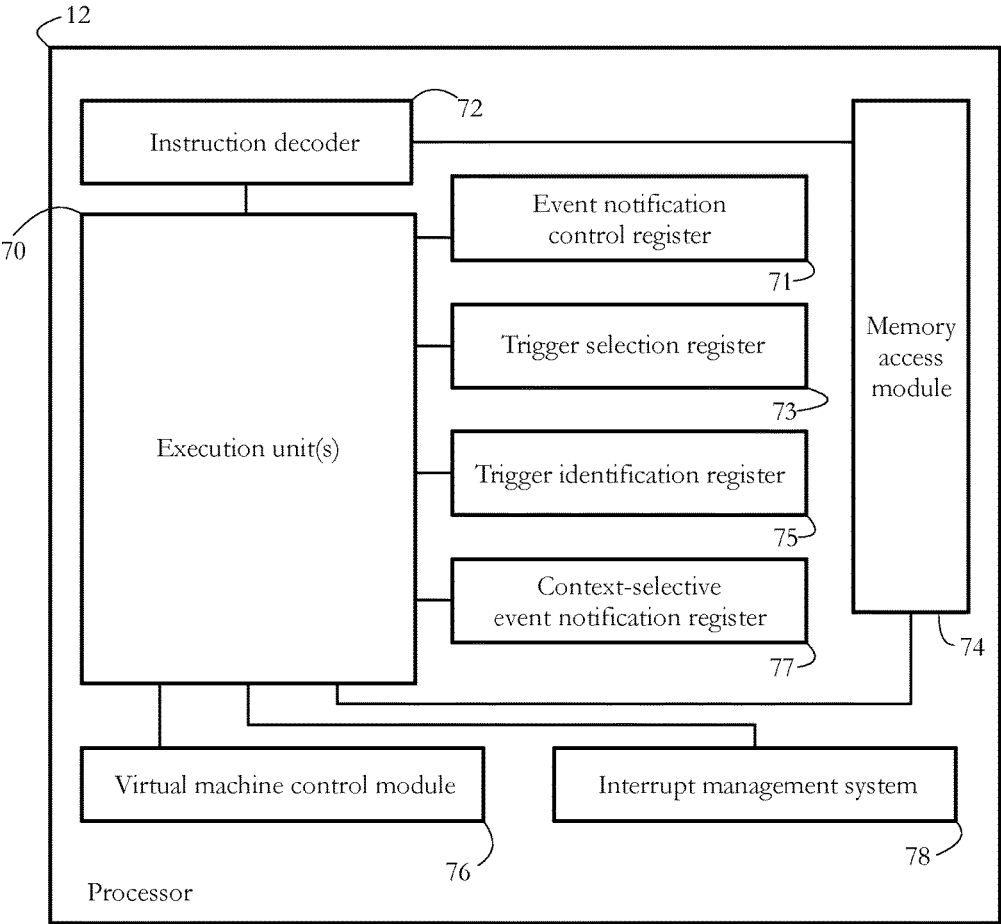 12
72
Instruction decoder
70
Event notification
control register
71
Memory
access
module
Trigger selection register
73
Execution unit(s)
Trigger identification register
75
Context-selective
event notification register
77
74
Virtual machine control module
76
Interrupt management system
78
Processor